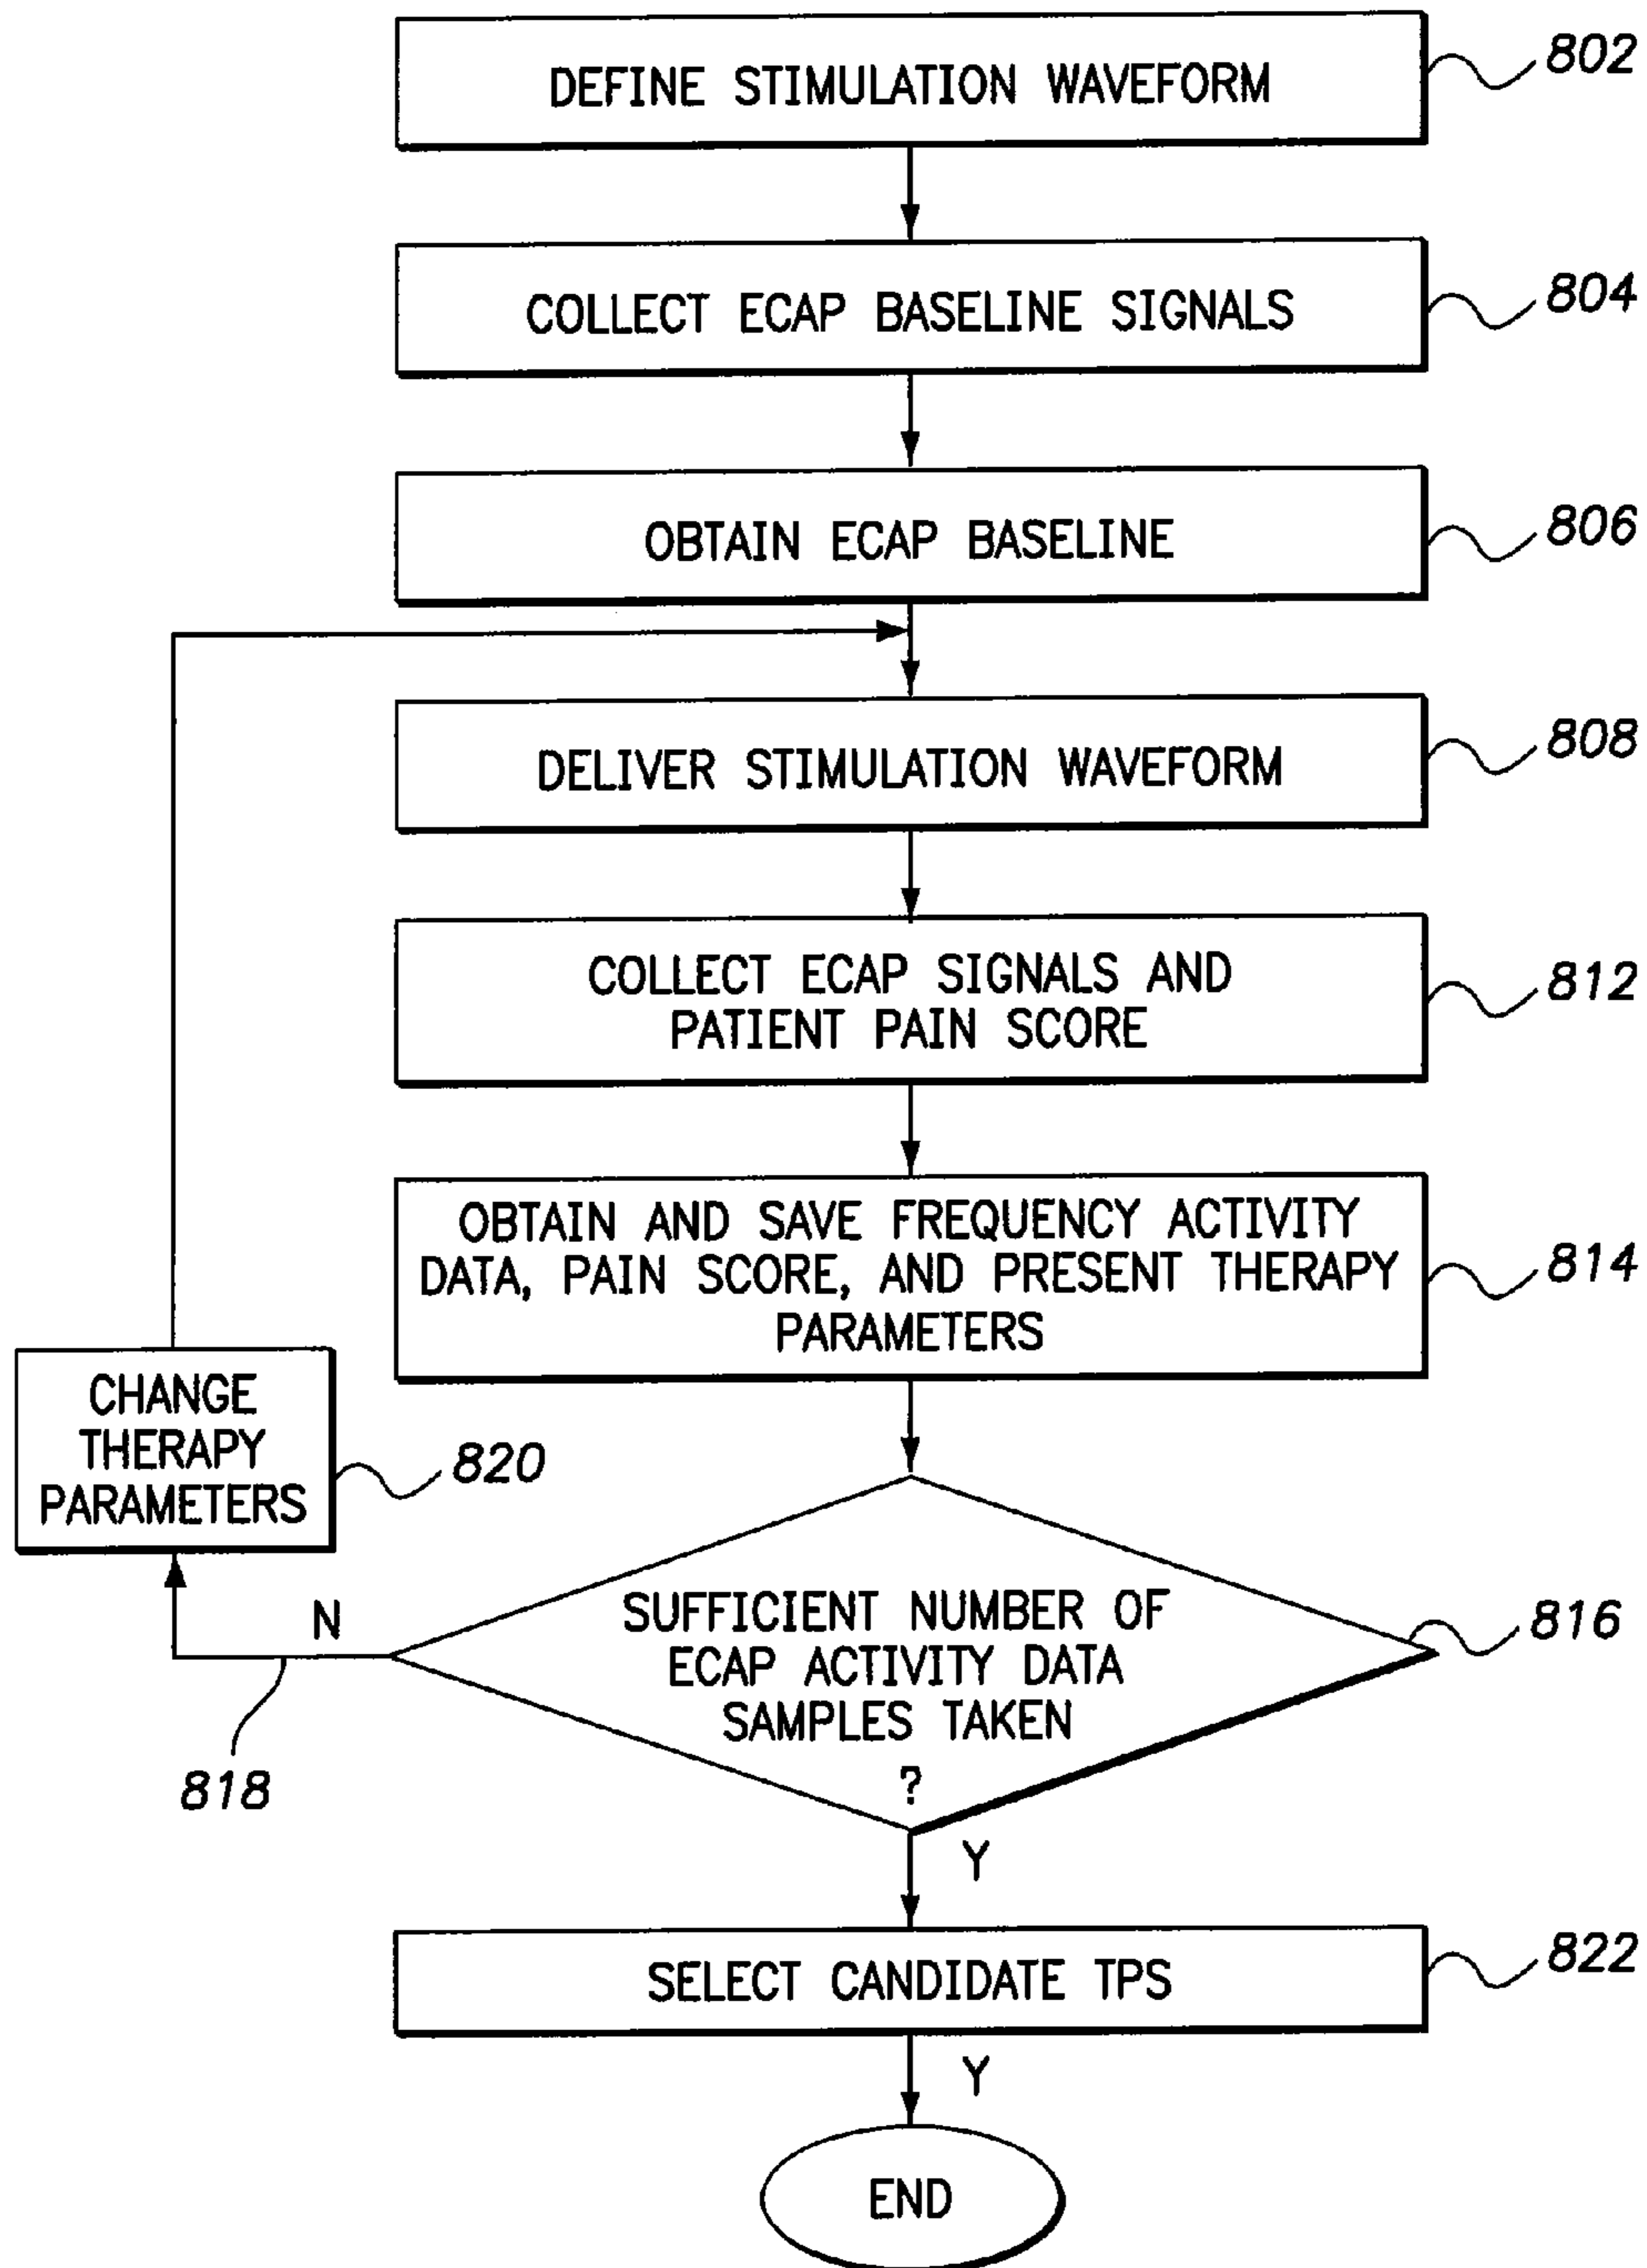 DEFINE STIMULATION WAVEFORM
802
COLLECT ECAP BASELINE SIGNALS
804
OBTAIN ECAP BASELINE
806
DELIVER STIMULATION WAVEFORM
808
COLLECT ECAP SIGNALS AND
PATIENT PAIN SCORE
812
OBTAIN AND SAVE FREQUENCY ACTIVITY
DATA, PAIN SCORE, AND PRESENT THERAPY
PARAMETERS
814
CHANGE
THERAPY
PARAMETERS
820
SUFFICIENT NUMBER OF
ECAP ACTIVITY DATA
SAMPLES TAKEN
?
816
N
818
Y
SELECT CANDIDATE TPS
822
Y
END